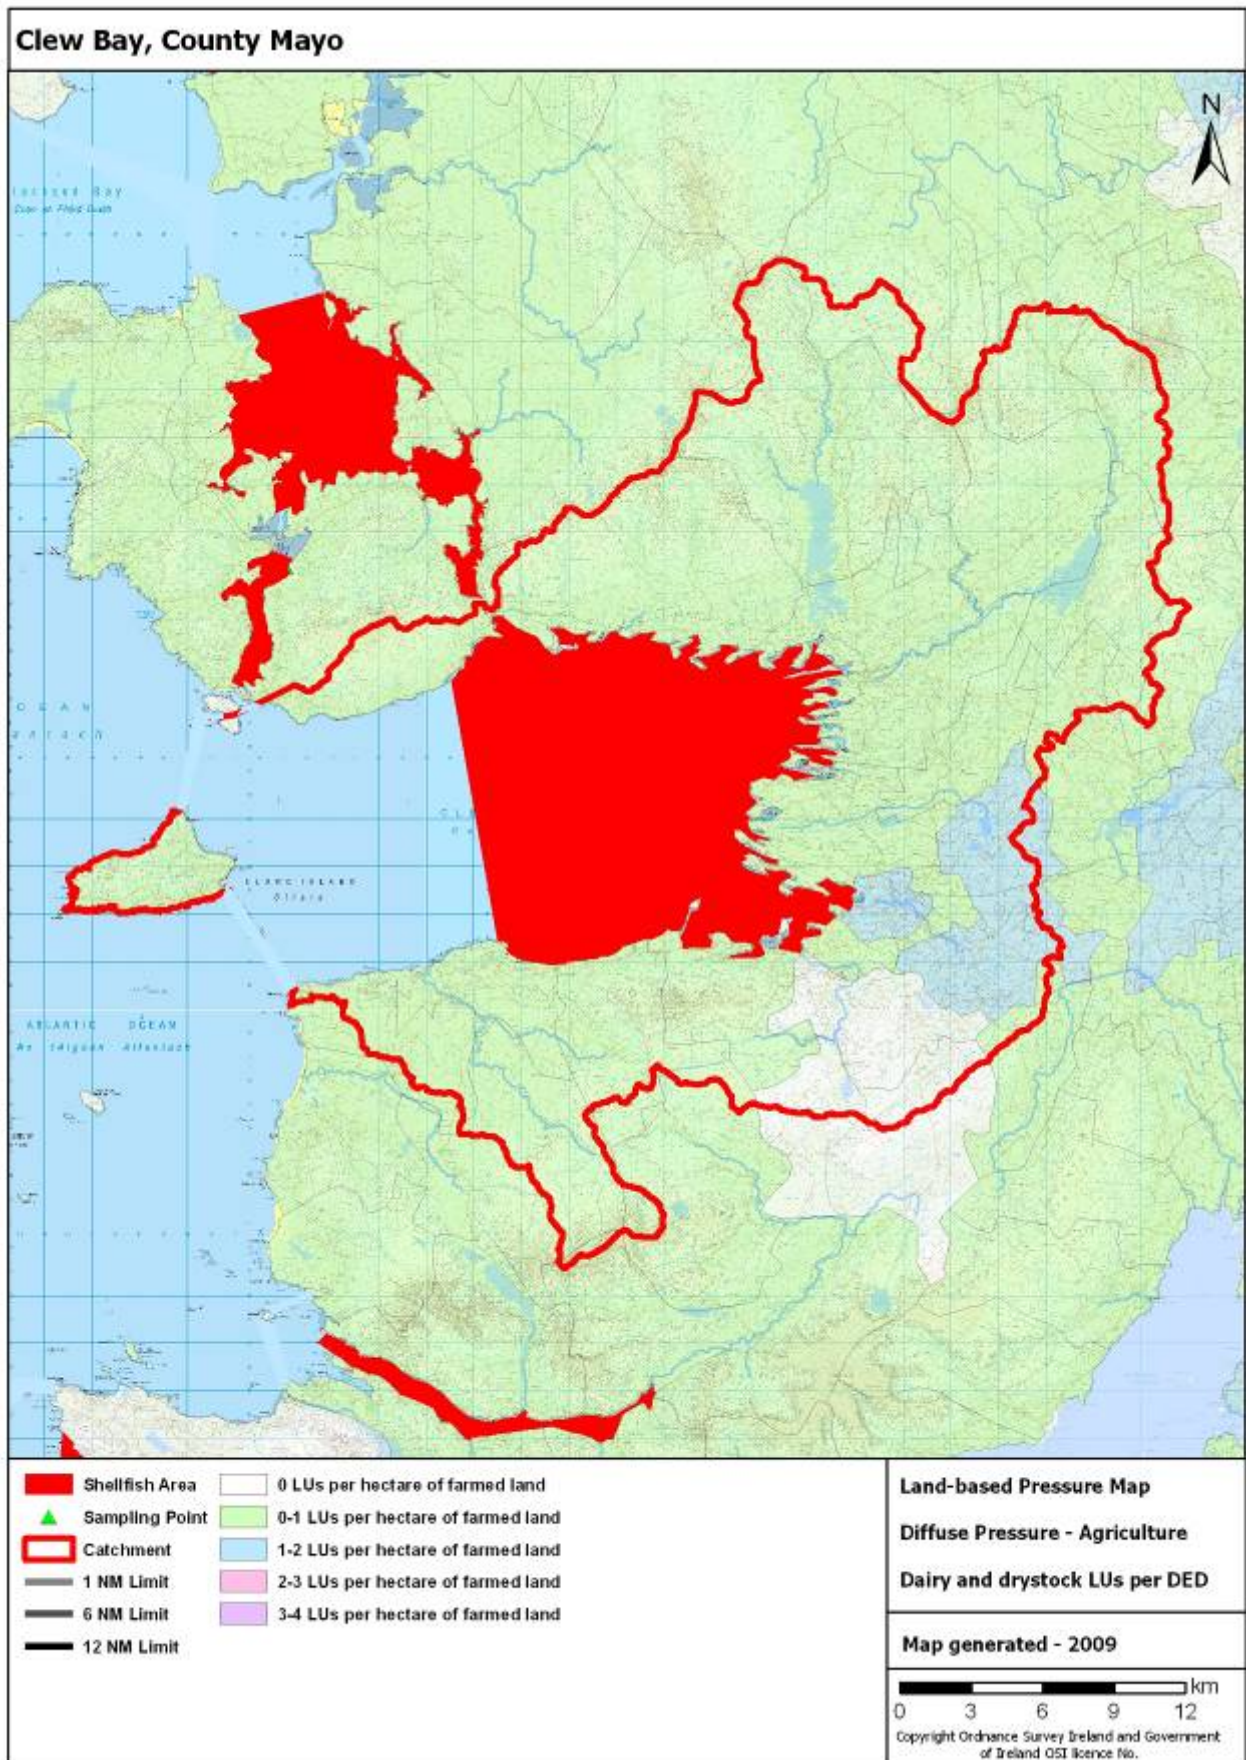 Clew Bay, County Mayo
N
CLARE ISLAND
ATLANTIC OCEAN
Shellfish Area
Sampling Point
Catchment
1 NM Limit
6 NM Limit
12 NM Limit
0 LUs per hectare of farmed land
0-1 LUs per hectare of farmed land
1-2 LUs per hectare of farmed land
2-3 LUs per hectare of farmed land
3-4 LUs per hectare of farmed land
Land-based Pressure Map
Diffuse Pressure - Agriculture
Dairy and drystock LUs per DED
Map generated - 2009
km
0 3 6 9 12
Copyright Ordnance Survey Ireland and Government
of Ireland OSI licence No.